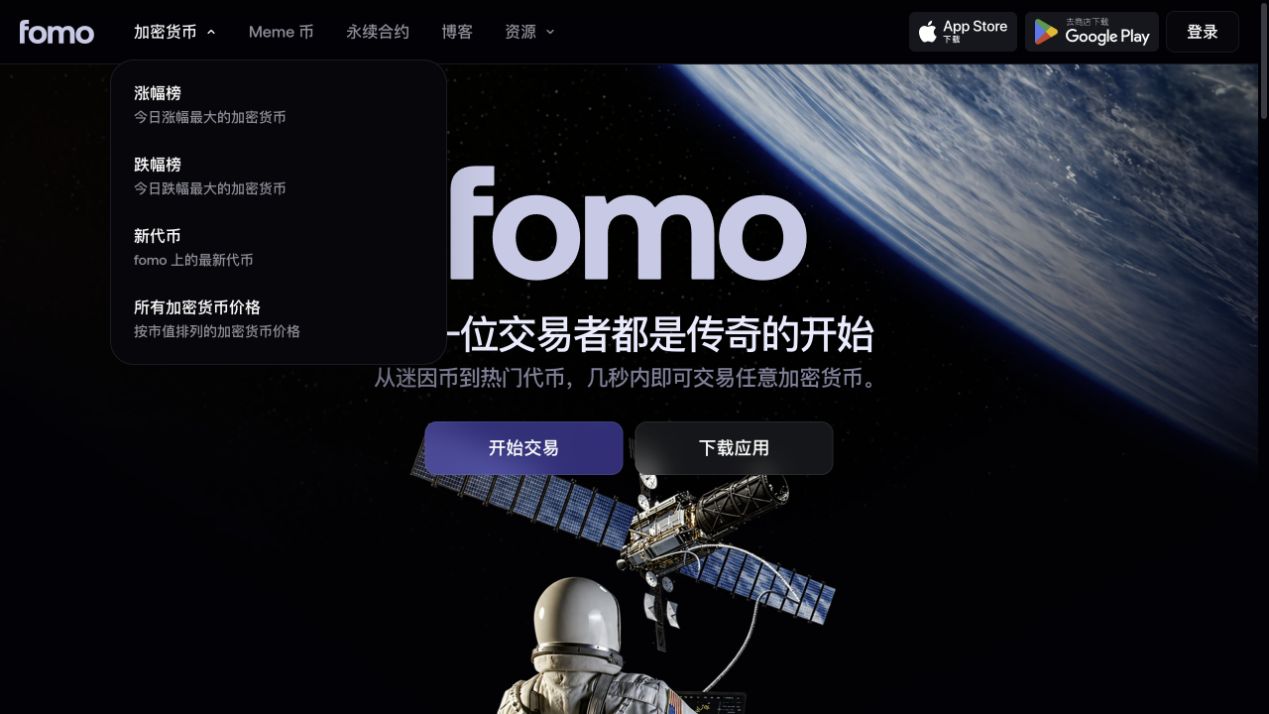 fomo
加密货币
Meme 币
永续合约
博客
资源
App Store
下载
去商店下载
Google Play
登录
涨幅榜
今日涨幅最大的加密货币
跌幅榜
今日跌幅最大的加密货币
新代币
fomo 上的最新代币
所有加密货币价格
按市值排列的加密货币价格
fomo
一位交易者都是传奇的开始
从迷因币到热门代币，几秒内即可交易任意加密货币。
开始交易
下载应用